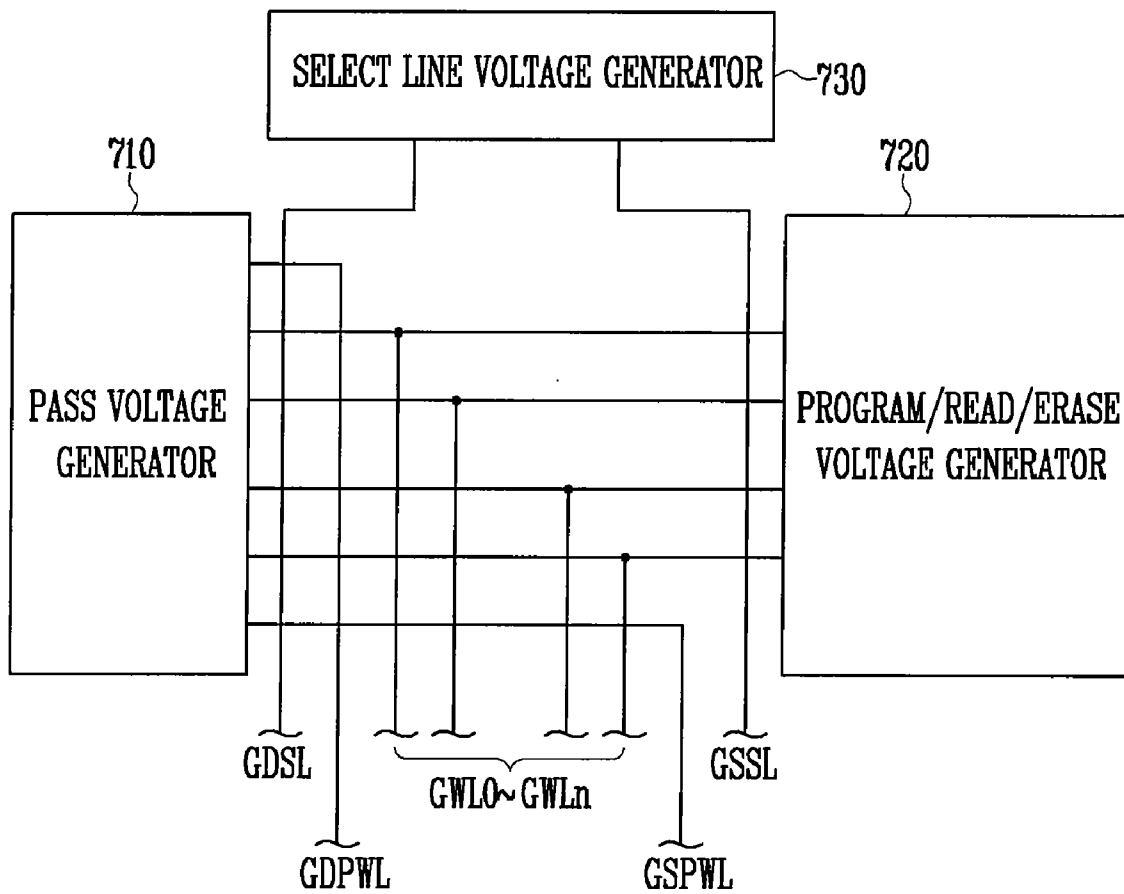 SELECT LINE VOLTAGE GENERATOR
730
710
720
PASS VOLTAGE
GENERATOR
PROGRAM/READ/ERASE
VOLTAGE GENERATOR
GDSL
GSSL
GWL0~GWLn
GDPWL
GSPWL